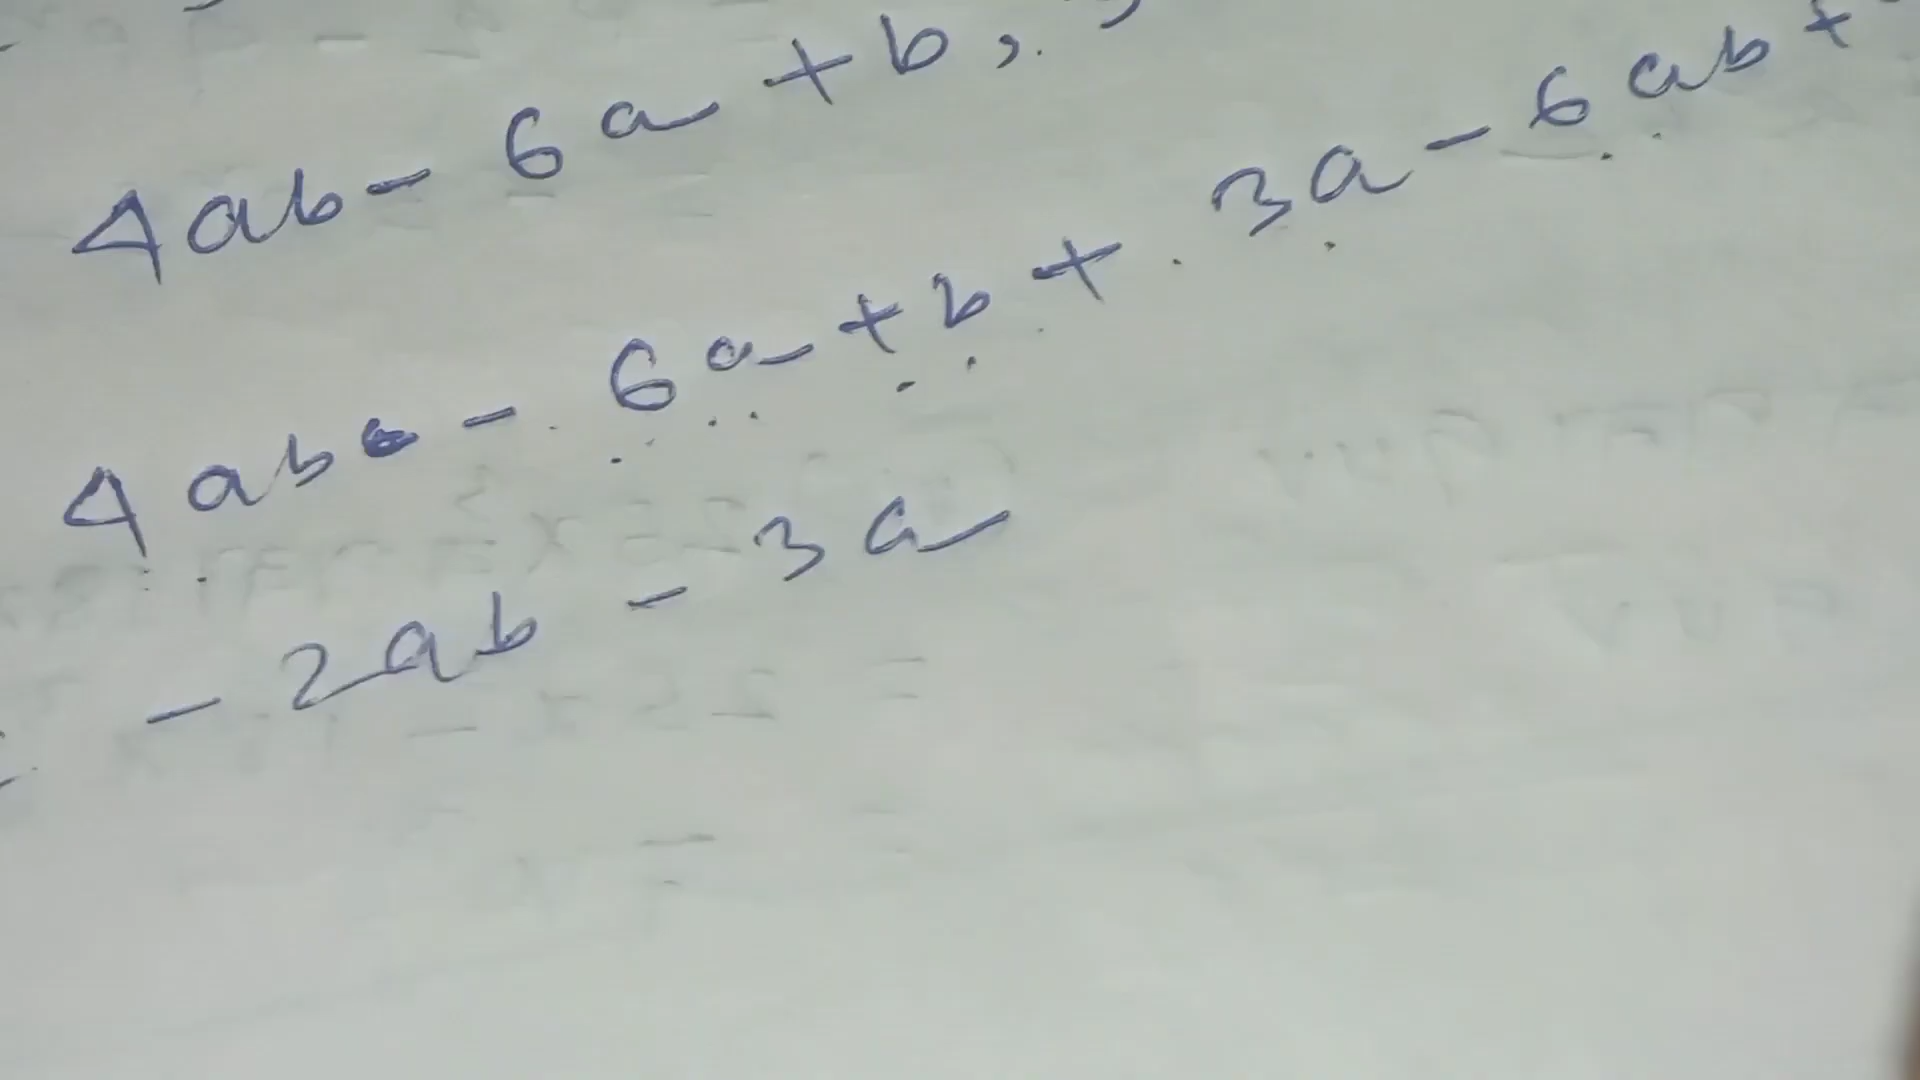 4ab - 6a + b,
4ab - 6a + b + 3a - 6ab +
- 2ab - 3a